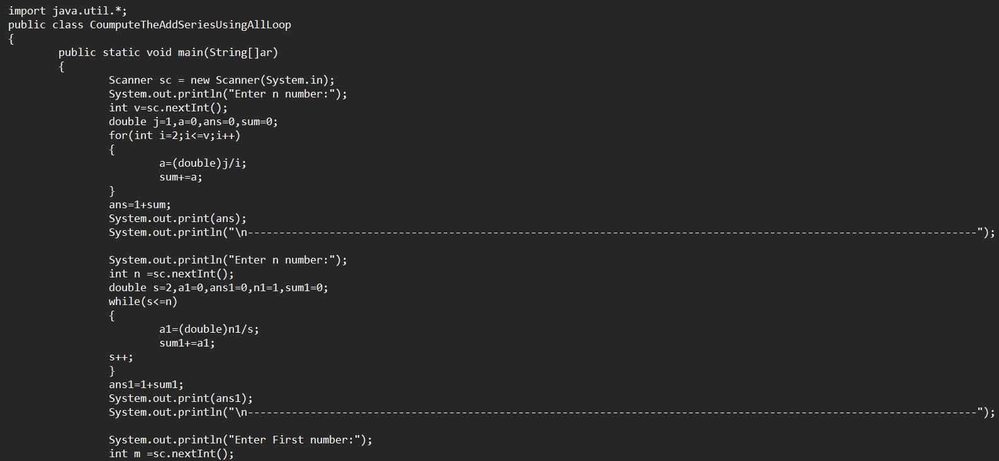 import java.util.*;
public class CoumputeTheAddSeriesUsingAllLoop
{
public static void main(String[]ar)
{
Scanner sc = new Scanner(System.in);
System.out.println("Enter n number:");
int v=sc.nextInt();
double j=1,a=0,ans=0,sum=0;
for(int i=2;i<=v;i++)
{
a=(double)j/i;
sum+=a;
}
ans=1+sum;
System.out.print(ans);
System.out.println("\n--------------------------------------------------------------------------------------------------------------------");
System.out.println("Enter n number:");
int n =sc.nextInt();
double s=2,a1=0,ans1=0,n1=1,sum1=0;
while(s<=n)
{
a1=(double)n1/s;
sum1+=a1;
s++;
}
ans1=1+sum1;
System.out.print(ans1);
System.out.println("\n--------------------------------------------------------------------------------------------------------------------");
System.out.println("Enter First number:");
int m =sc.nextInt();